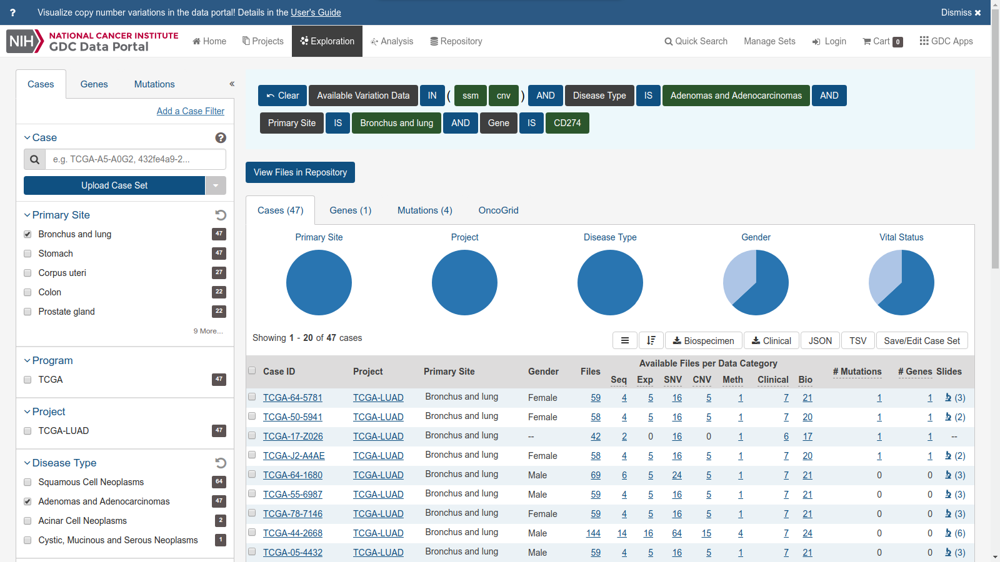 ? Visualize copy number variations in the data portal! Details in the User's Guide Dismiss ×
NIH NATIONAL CANCER INSTITUTE
GDC Data Portal
Home Projects Exploration Analysis Repository Quick Search Manage Sets Login Cart 0 GDC Apps
Cases Genes Mutations «
Add a Case Filter
Case ?
e.g. TCGA-A5-A0G2, 432fe4a9-2...
Upload Case Set
Primary Site
Bronchus and lung 47
Stomach 47
Corpus uteri 27
Colon 22
Prostate gland 22
9 More...
Program
TCGA 47
Project
TCGA-LUAD 47
Disease Type
Squamous Cell Neoplasms 64
Adenomas and Adenocarcinomas 47
Acinar Cell Neoplasms 2
Cystic, Mucinous and Serous Neoplasms 1
Clear Available Variation Data IN ( ssm cnv ) AND Disease Type IS Adenomas and Adenocarcinomas AND
Primary Site IS Bronchus and lung AND Gene IS CD274
View Files in Repository
Cases (47) Genes (1) Mutations (4) OncoGrid
Primary Site Project Disease Type Gender Vital Status
Showing 1 - 20 of 47 cases
Biospecimen Clinical JSON TSV Save/Edit Case Set
Available Files per Data Category
Case ID Project Primary Site Gender Files # Mutations # Genes Slides
Seq Exp SNV CNV Meth Clinical Bio
TCGA-64-5781 TCGA-LUAD Bronchus and lung Female 59 4 5 16 5 1 7 21 1 1 (3)
TCGA-50-5941 TCGA-LUAD Bronchus and lung Female 58 4 5 16 5 1 7 20 1 1 (2)
TCGA-17-Z026 TCGA-LUAD Bronchus and lung -- 42 2 0 16 0 1 6 17 1 1 --
TCGA-J2-A4AE TCGA-LUAD Bronchus and lung Female 58 4 5 16 5 1 7 20 1 1 (2)
TCGA-64-1680 TCGA-LUAD Bronchus and lung Male 69 6 5 24 5 1 7 21 0 0 (3)
TCGA-55-6987 TCGA-LUAD Bronchus and lung Male 59 4 5 16 5 1 7 21 0 0 (3)
TCGA-78-7146 TCGA-LUAD Bronchus and lung Female 59 4 5 16 5 1 7 21 0 0 (3)
TCGA-44-2668 TCGA-LUAD Bronchus and lung Male 144 14 16 64 15 4 7 24 0 0 (6)
TCGA-05-4432 TCGA-LUAD Bronchus and lung Male 59 4 5 16 5 1 7 21 0 0 (3)